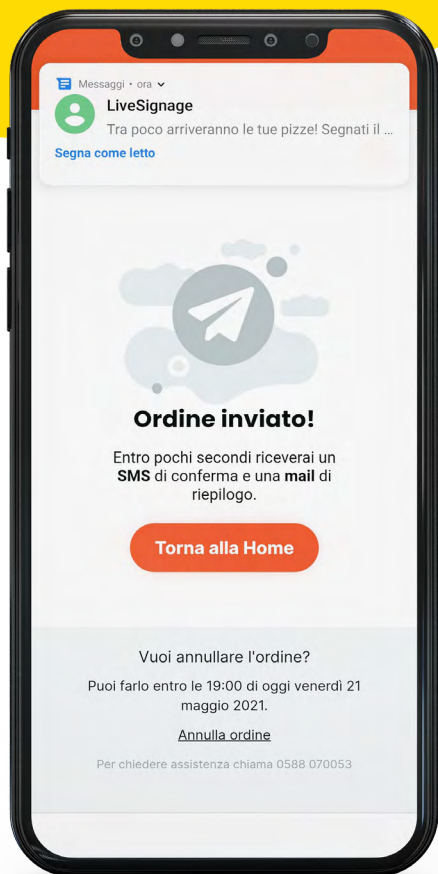 Messaggi • ora
LiveSignage
Tra poco arriveranno le tue pizze! Segnati il ...
Segna come letto
Ordine inviato!
Entro pochi secondi riceverai un
SMS di conferma e una mail di
riepilogo.
Torna alla Home
Vuoi annullare l'ordine?
Puoi farlo entro le 19:00 di oggi venerdì 21
maggio 2021.
Annulla ordine
Per chiedere assistenza chiama 0588 070053